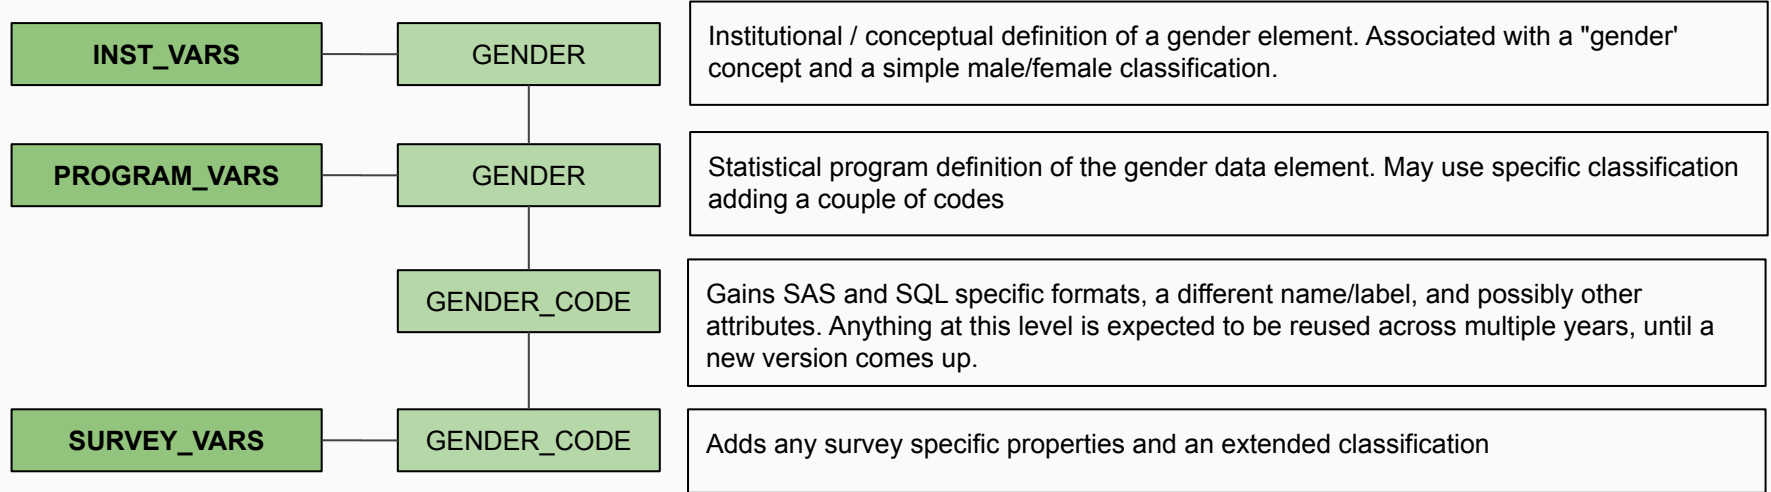 INST_VARS
GENDER
Institutional / conceptual definition of a gender element. Associated with a "gender'
concept and a simple male/female classification.
PROGRAM_VARS
GENDER
Statistical program definition of the gender data element. May use specific classification
adding a couple of codes
GENDER_CODE
Gains SAS and SQL specific formats, a different name/label, and possibly other
attributes. Anything at this level is expected to be reused across multiple years, until a
new version comes up.
SURVEY_VARS
GENDER_CODE
Adds any survey specific properties and an extended classification